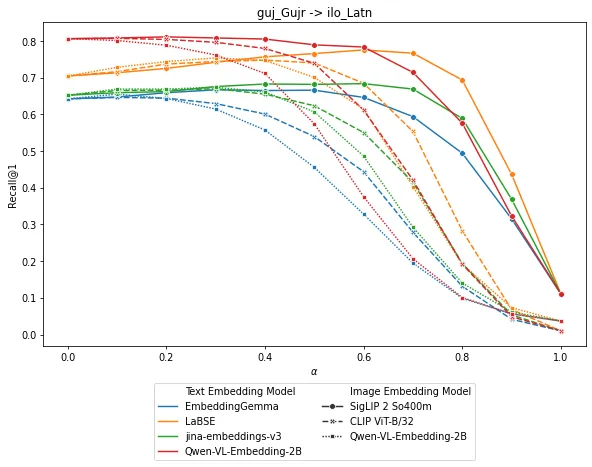 guj_Gujr -> ilo_Latn
Recall@1
0.8
0.7
0.6
0.5
0.4
0.3
0.2
0.1
0.0
0.0 0.2 0.4 0.6 0.8 1.0
α
Text Embedding Model
EmbeddingGemma
LaBSE
jina-embeddings-v3
Qwen-VL-Embedding-2B
Image Embedding Model
SigLIP 2 So400m
CLIP ViT-B/32
Qwen-VL-Embedding-2B